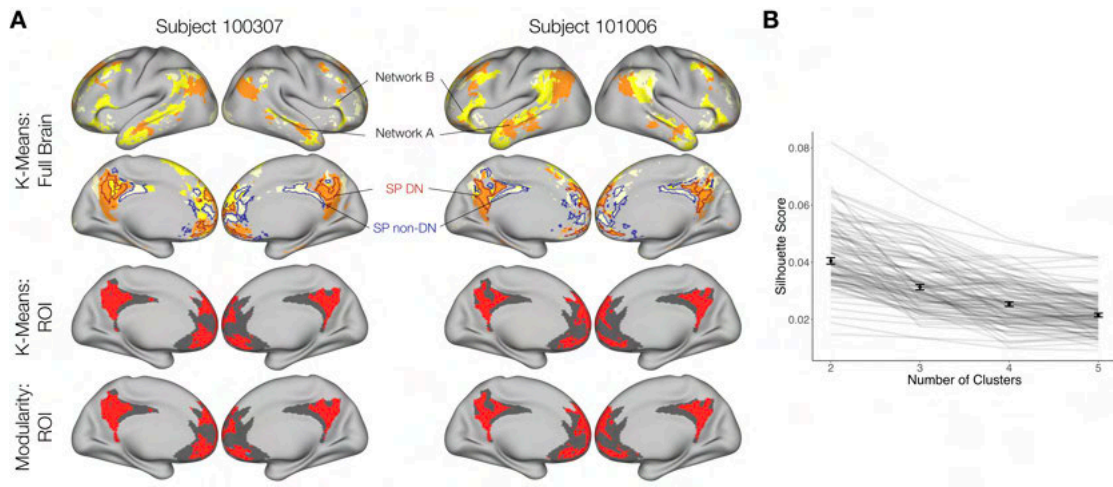 A
Subject 100307
Subject 101006
B
K-Means:
Full Brain
Network B
Network A
SP DN
SP non-DN
K-Means:
ROI
Modularity:
ROI
Silhouette Score
0.08
0.06
0.04
0.02
2 3 4 5
Number of Clusters